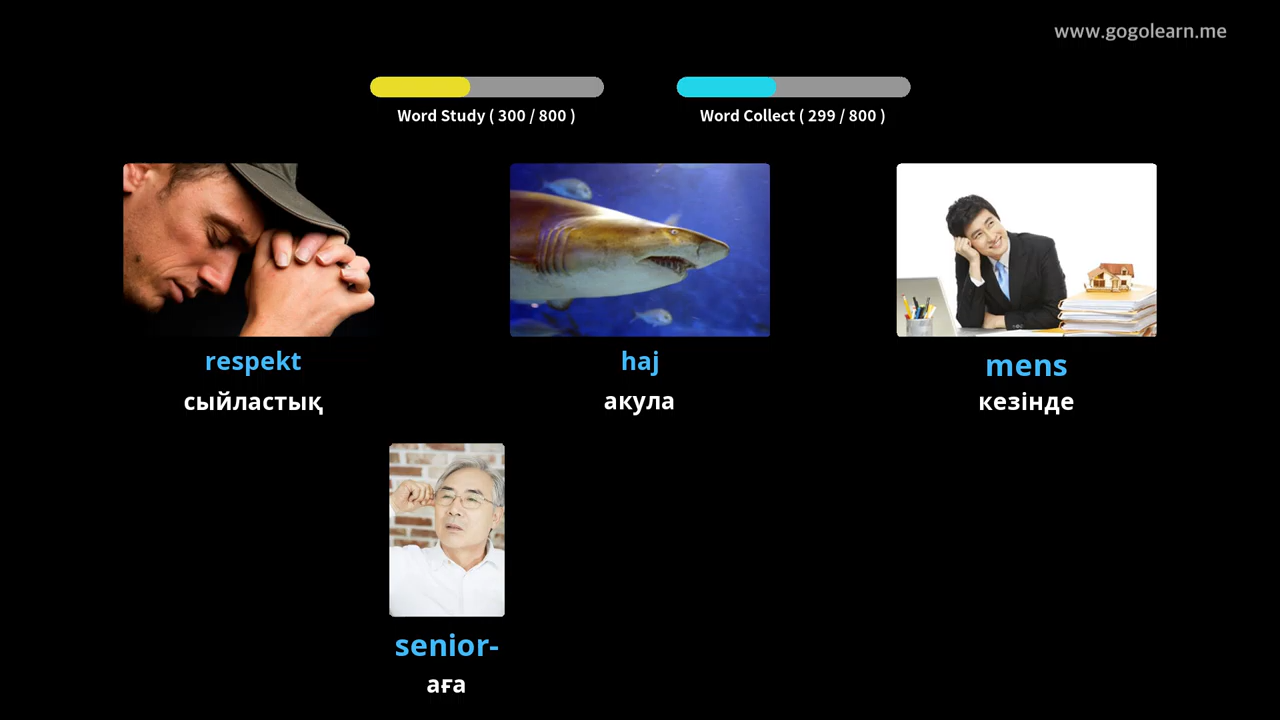 www.gogolearn.me
Word Study ( 300 / 800 )
Word Collect ( 299 / 800 )
respekt
сыйластық
haj
акула
mens
кезінде
senior-
аға